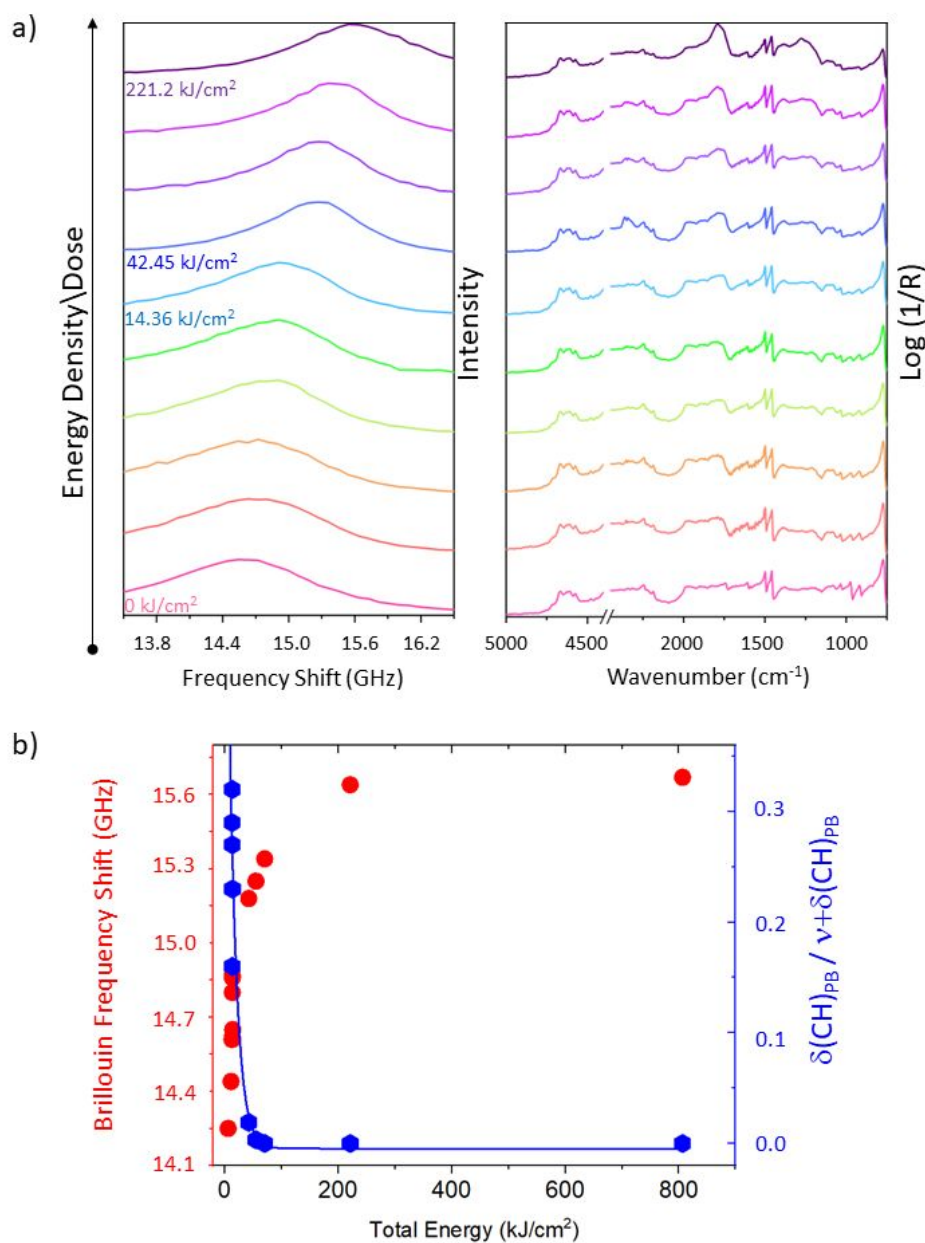 a)
Energy Density\Dose
221.2 kJ/cm²
42.45 kJ/cm²
14.36 kJ/cm²
0 kJ/cm²
13.8 14.4 15.0 15.6 16.2
Frequency Shift (GHz)
Intensity
5000 4500 2000 1500 1000
Wavenumber (cm⁻¹)
Log (1/R)
b)
Brillouin Frequency Shift (GHz)
15.6
15.3
15.0
14.7
14.4
14.1
0 200 400 600 800
Total Energy (kJ/cm²)
0.3
0.2
0.1
0.0
δ(CH)PB / ν+δ(CH)PB